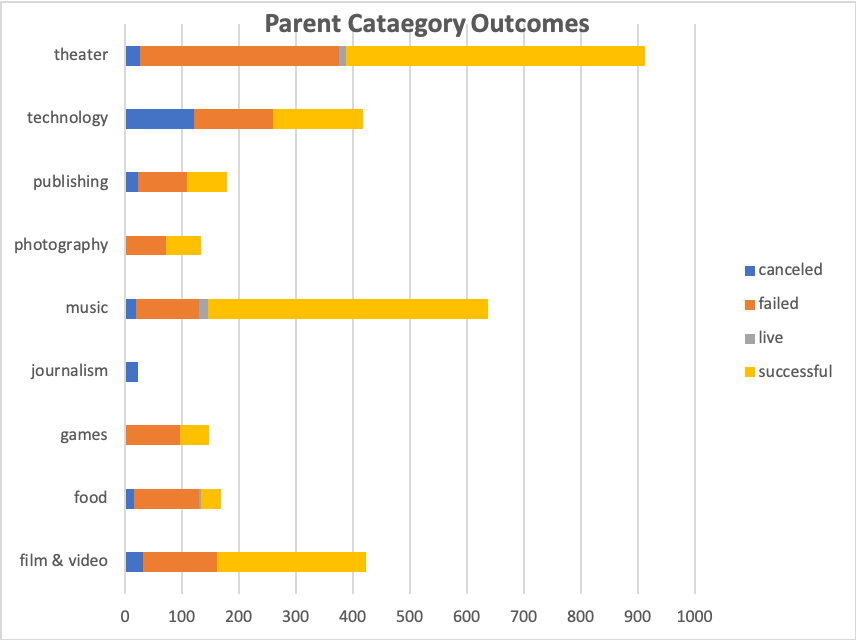 Parent Cataegory Outcomes
theater
technology
publishing
photography
music
journalism
games
food
film & video
0 100 200 300 400 500 600 700 800 900 1000
canceled
failed
live
successful